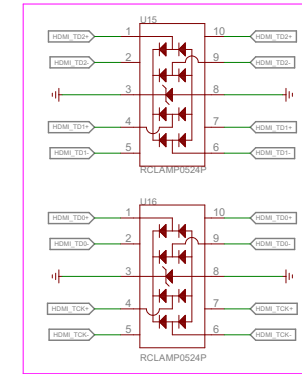 U15
HDMI_TD2+ 1 10 HDMI_TD2+
HDMI_TD2- 2 9 HDMI_TD2-
3 8
HDMI_TD1+ 4 7 HDMI_TD1+
HDMI_TD1- 5 6 HDMI_TD1-
RCLAMP0524P
U16
HDMI_TD0+ 1 10 HDMI_TD0+
HDMI_TD0- 2 9 HDMI_TD0-
3 8
HDMI_TCK+ 4 7 HDMI_TCK+
HDMI_TCK- 5 6 HDMI_TCK-
RCLAMP0524P